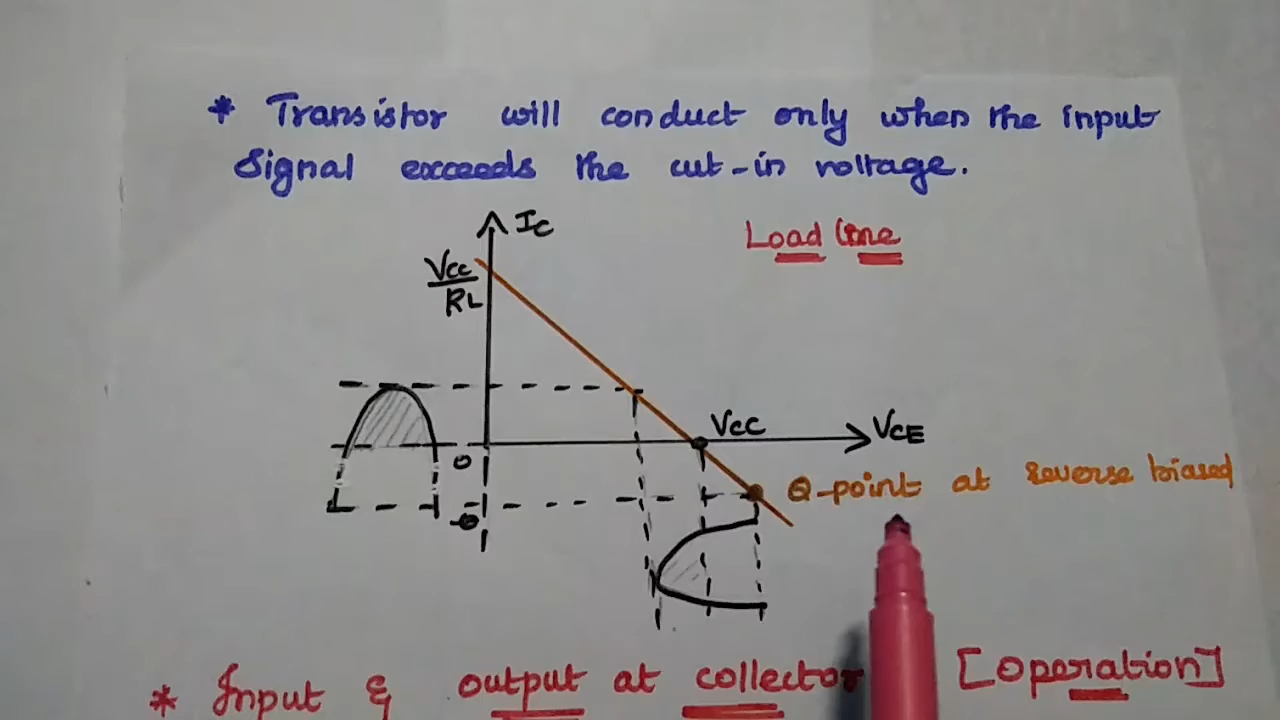 * Transistor will conduct only when the input
Signal exceeds the cut-in voltage.
IC
Load line
VCC
RL
VCC
VCE
0
Q-point at reverse biased
-0
* Input & output at collector [operation]